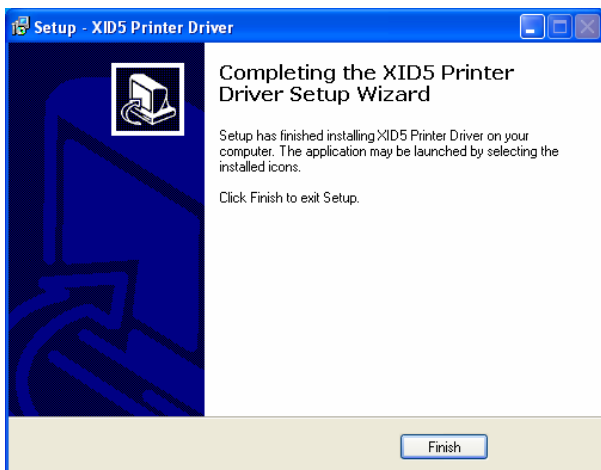 Setup - XID5 Printer Driver
Completing the XID5 Printer
Driver Setup Wizard
Setup has finished installing XID5 Printer Driver on your
computer. The application may be launched by selecting the
installed icons.
Click Finish to exit Setup.
Finish